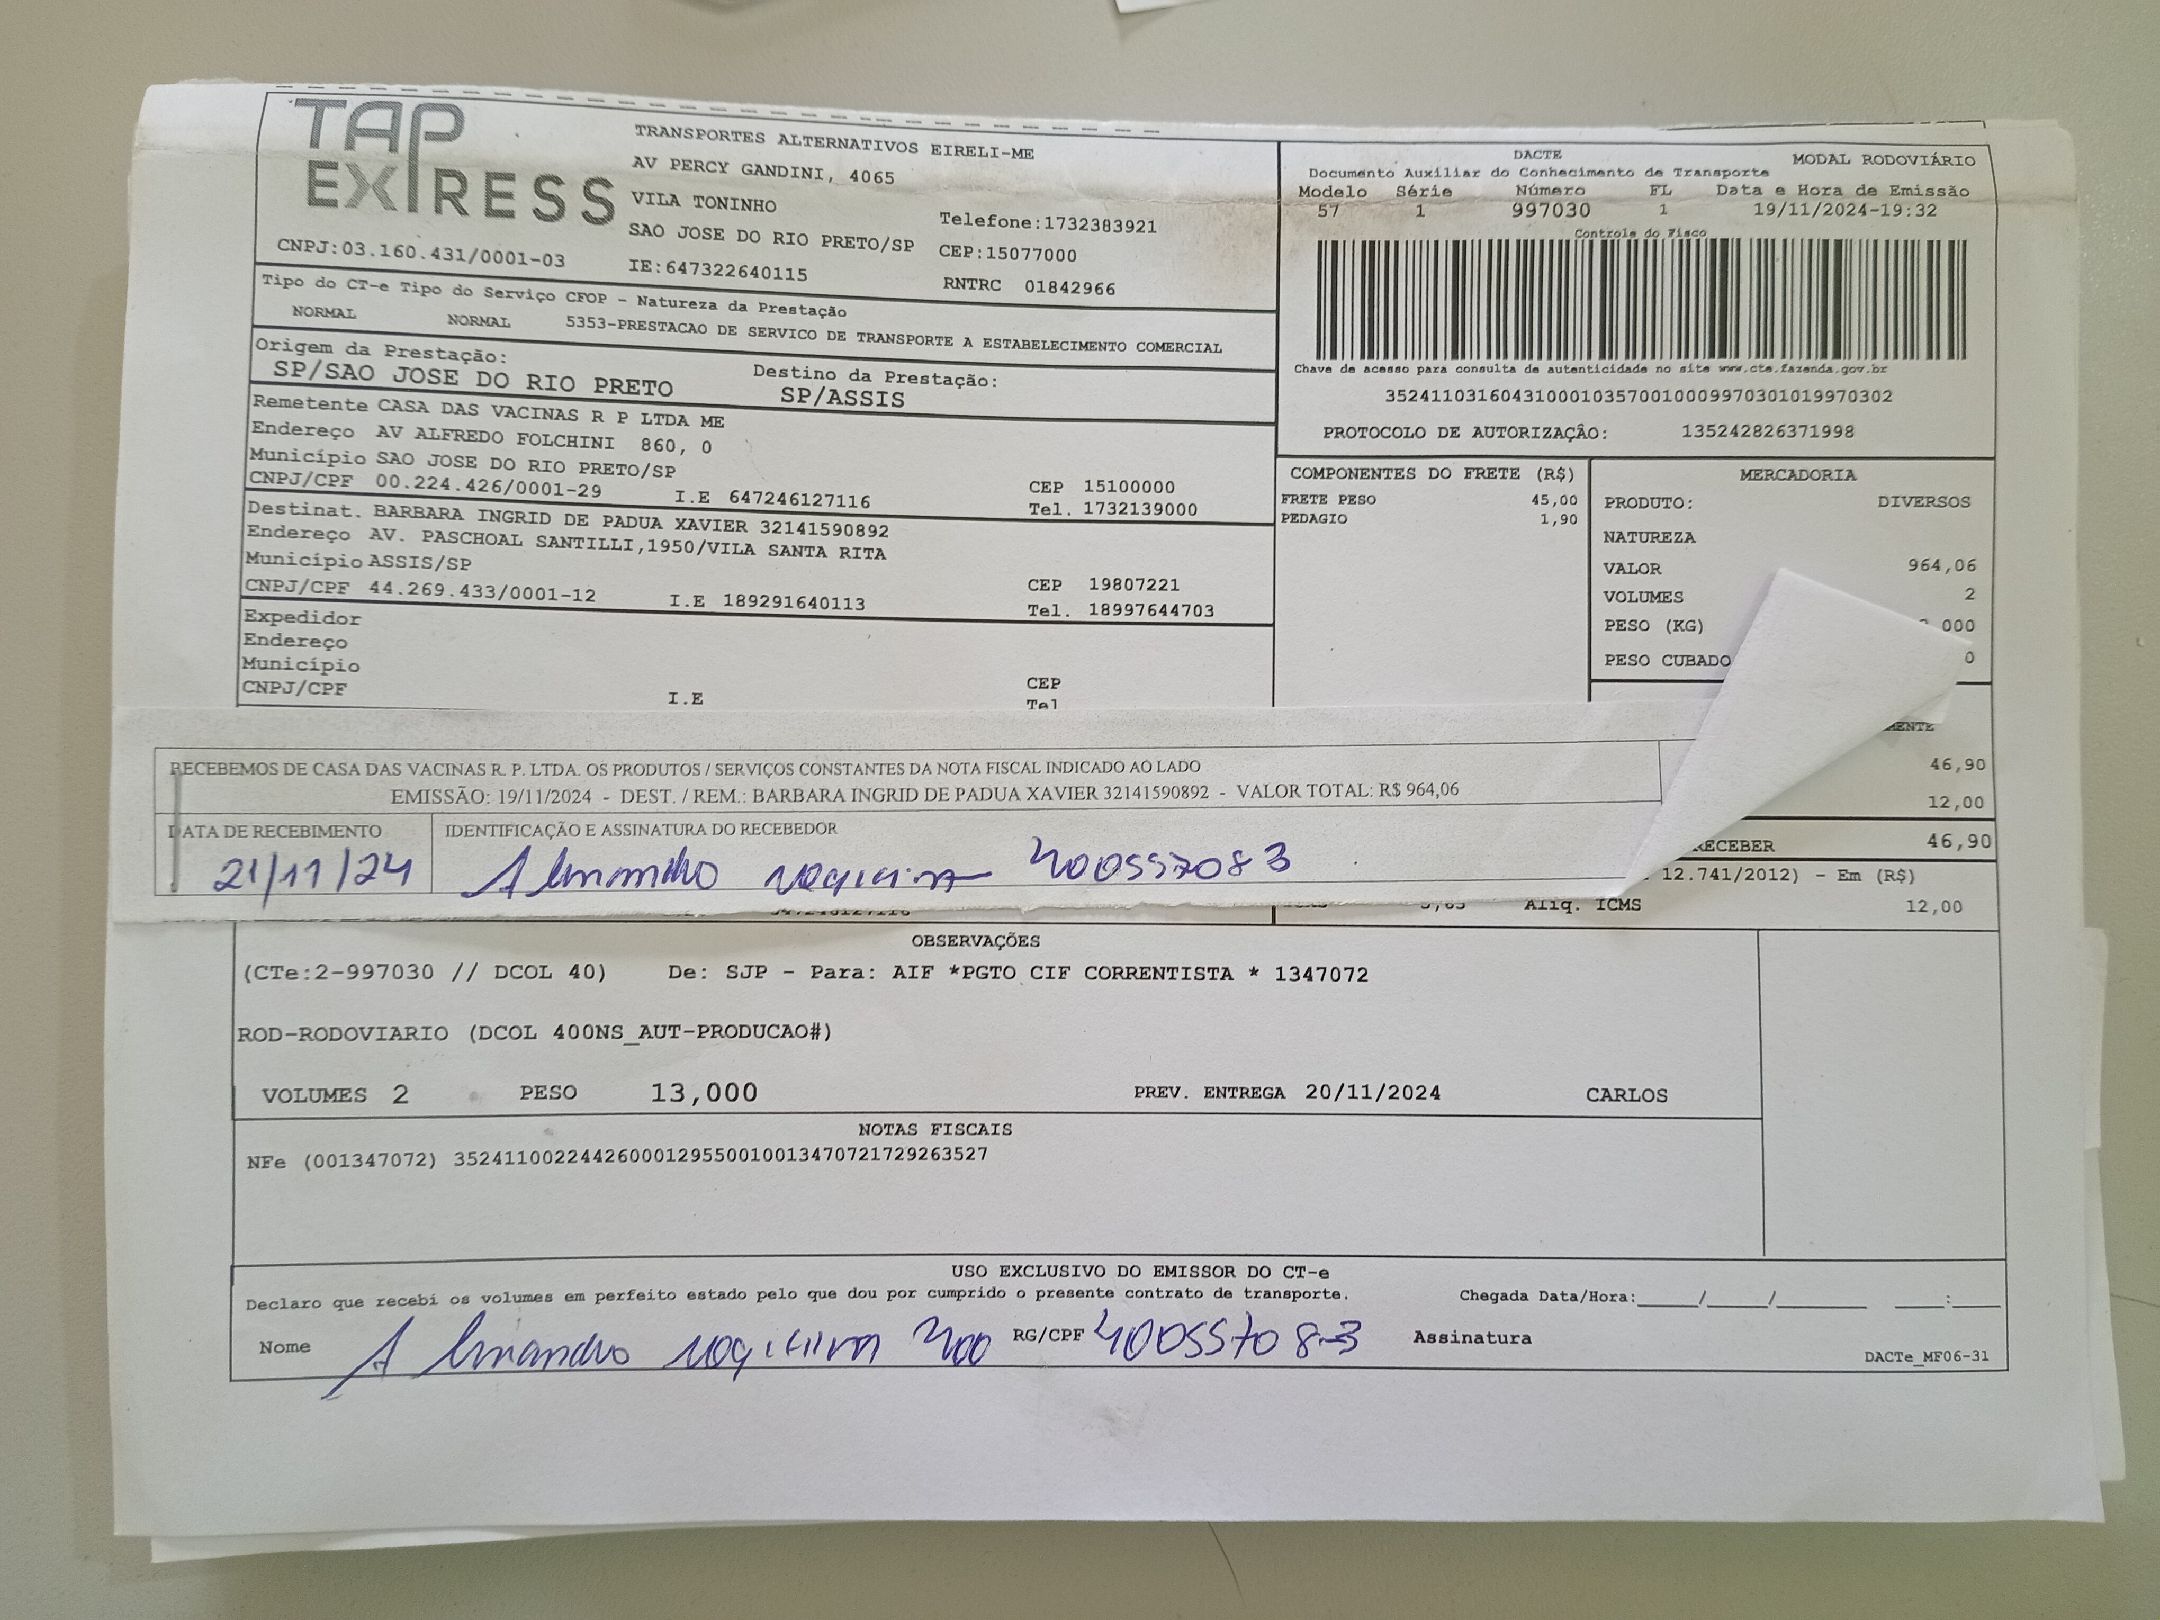 TAP EXPRESS
TRANSPORTES ALTERNATIVOS EIRELI-ME
AV PERCY GANDINI, 4065
VILA TONINHO
SAO JOSE DO RIO PRETO/SP
Telefone:1732383921
CEP:15077000
CNPJ:03.160.431/0001-03
IE:647322640115
RNTRC 01842966
DACTE MODAL RODOVIÁRIO
Documento Auxiliar do Conhecimento de Transporte
Modelo Série Número FL Data e Hora de Emissão
57 1 997030 1 19/11/2024-19:32
Controle do Fisco
Chave de acesso para consulta de autenticidade no site www.cte.fazenda.gov.br
35241103160431000103570010009970301019970302
PROTOCOLO DE AUTORIZAÇÂO: 135242826371998
Tipo do CT-e Tipo do Serviço CFOP - Natureza da Prestação
NORMAL NORMAL 5353-PRESTACAO DE SERVICO DE TRANSPORTE A ESTABELECIMENTO COMERCIAL
Origem da Prestação: Destino da Prestação:
SP/SAO JOSE DO RIO PRETO SP/ASSIS
Remetente CASA DAS VACINAS R P LTDA ME
Endereço AV ALFREDO FOLCHINI 860, 0
Município SAO JOSE DO RIO PRETO/SP CEP 15100000
CNPJ/CPF 00.224.426/0001-29 I.E 647246127116 Tel. 1732139000
Destinat. BARBARA INGRID DE PADUA XAVIER 32141590892
Endereço AV. PASCHOAL SANTILLI,1950/VILA SANTA RITA
Município ASSIS/SP CEP 19807221
CNPJ/CPF 44.269.433/0001-12 I.E 189291640113 Tel. 18997644703
Expedidor
Endereço
Município CEP
CNPJ/CPF I.E Tel
COMPONENTES DO FRETE (R$)
FRETE PESO 45,00
PEDAGIO 1,90
MERCADORIA
PRODUTO: DIVERSOS
NATUREZA
VALOR 964,06
VOLUMES 2
PESO (KG) 000
PESO CUBADO 0
46,90
12,00
RECEBER 46,90
12.741/2012) - Em (R$)
Aliq. ICMS 12,00
RECEBEMOS DE CASA DAS VACINAS R. P. LTDA. OS PRODUTOS / SERVIÇOS CONSTANTES DA NOTA FISCAL INDICADO AO LADO
EMISSÃO: 19/11/2024 - DEST. / REM.: BARBARA INGRID DE PADUA XAVIER 32141590892 - VALOR TOTAL: R$ 964,06
DATA DE RECEBIMENTO IDENTIFICAÇÃO E ASSINATURA DO RECEBEDOR
21/11/24 400557083
OBSERVAÇÕES
(CTe:2-997030 // DCOL 40) De: SJP - Para: AIF *PGTO CIF CORRENTISTA * 1347072
ROD-RODOVIARIO (DCOL 400NS_AUT-PRODUCAO#)
VOLUMES 2 PESO 13,000 PREV. ENTREGA 20/11/2024 CARLOS
NOTAS FISCAIS
NFe (001347072) 35241100224426000129550010013470721729263527
USO EXCLUSIVO DO EMISSOR DO CT-e
Declaro que recebi os volumes em perfeito estado pelo que dou por cumprido o presente contrato de transporte. Chegada Data/Hora:____/____/______ ___:___
Nome 400 RG/CPF 40055708-3 Assinatura
DACTe_MF06-31